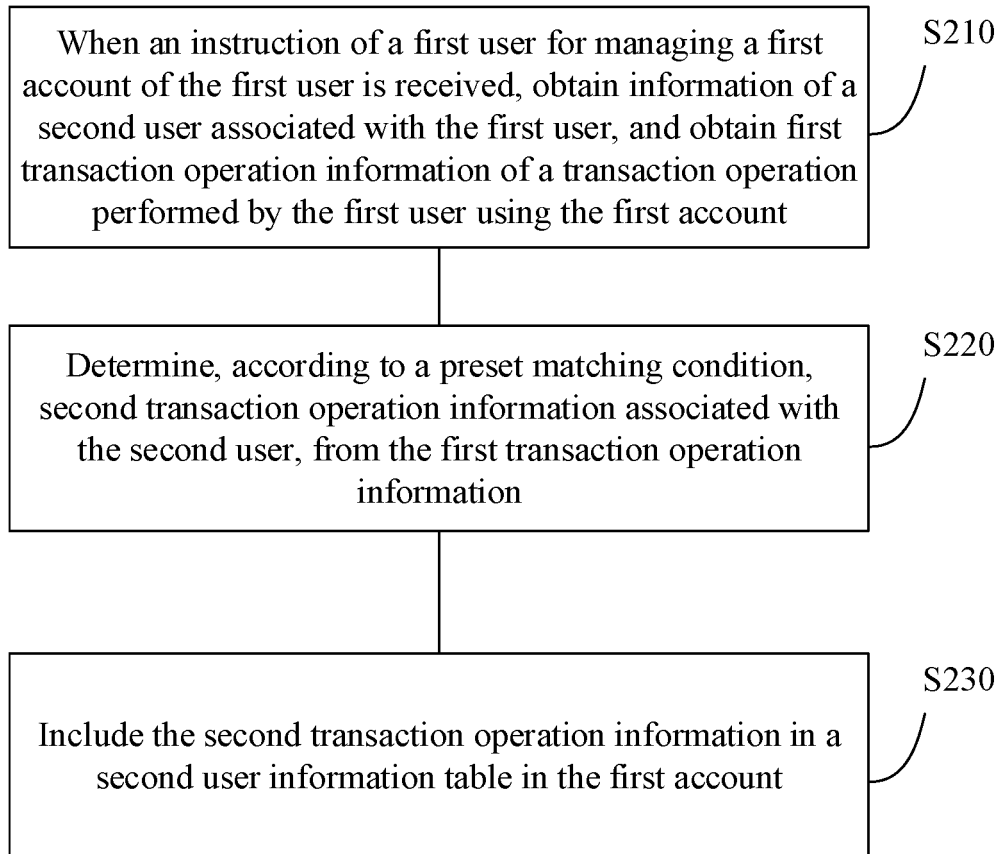 When an instruction of a first user for managing a first
account of the first user is received, obtain information of a
second user associated with the first user, and obtain first
transaction operation information of a transaction operation
performed by the first user using the first account
S210
Determine, according to a preset matching condition,
second transaction operation information associated with
the second user, from the first transaction operation
information
S220
Include the second transaction operation information in a
second user information table in the first account
S230